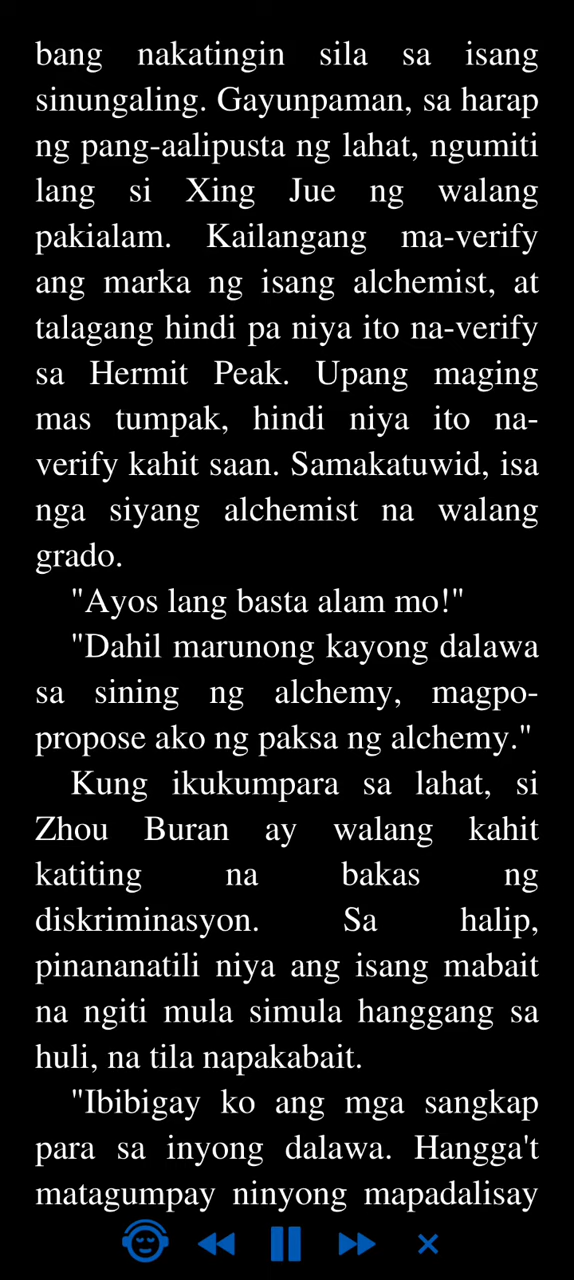 bang nakatingin sila sa isang
sinungaling. Gayunpaman, sa harap
ng pang-aalipusta ng lahat, ngumiti
lang si Xing Jue ng walang
pakialam. Kailangang ma-verify
ang marka ng isang alchemist, at
talagang hindi pa niya ito na-verify
sa Hermit Peak. Upang maging
mas tumpak, hindi niya ito na-
verify kahit saan. Samakatuwid, isa
nga siyang alchemist na walang
grado.
"Ayos lang basta alam mo!"
"Dahil marunong kayong dalawa
sa sining ng alchemy, magpo-
propose ako ng paksa ng alchemy."
Kung ikukumpara sa lahat, si
Zhou Buran ay walang kahit
katiting na bakas ng
diskriminasyon. Sa halip,
pinananatili niya ang isang mabait
na ngiti mula simula hanggang sa
huli, na tila napakabait.
"Ibibigay ko ang mga sangkap
para sa inyong dalawa. Hangga't
matagumpay ninyong mapadalisay